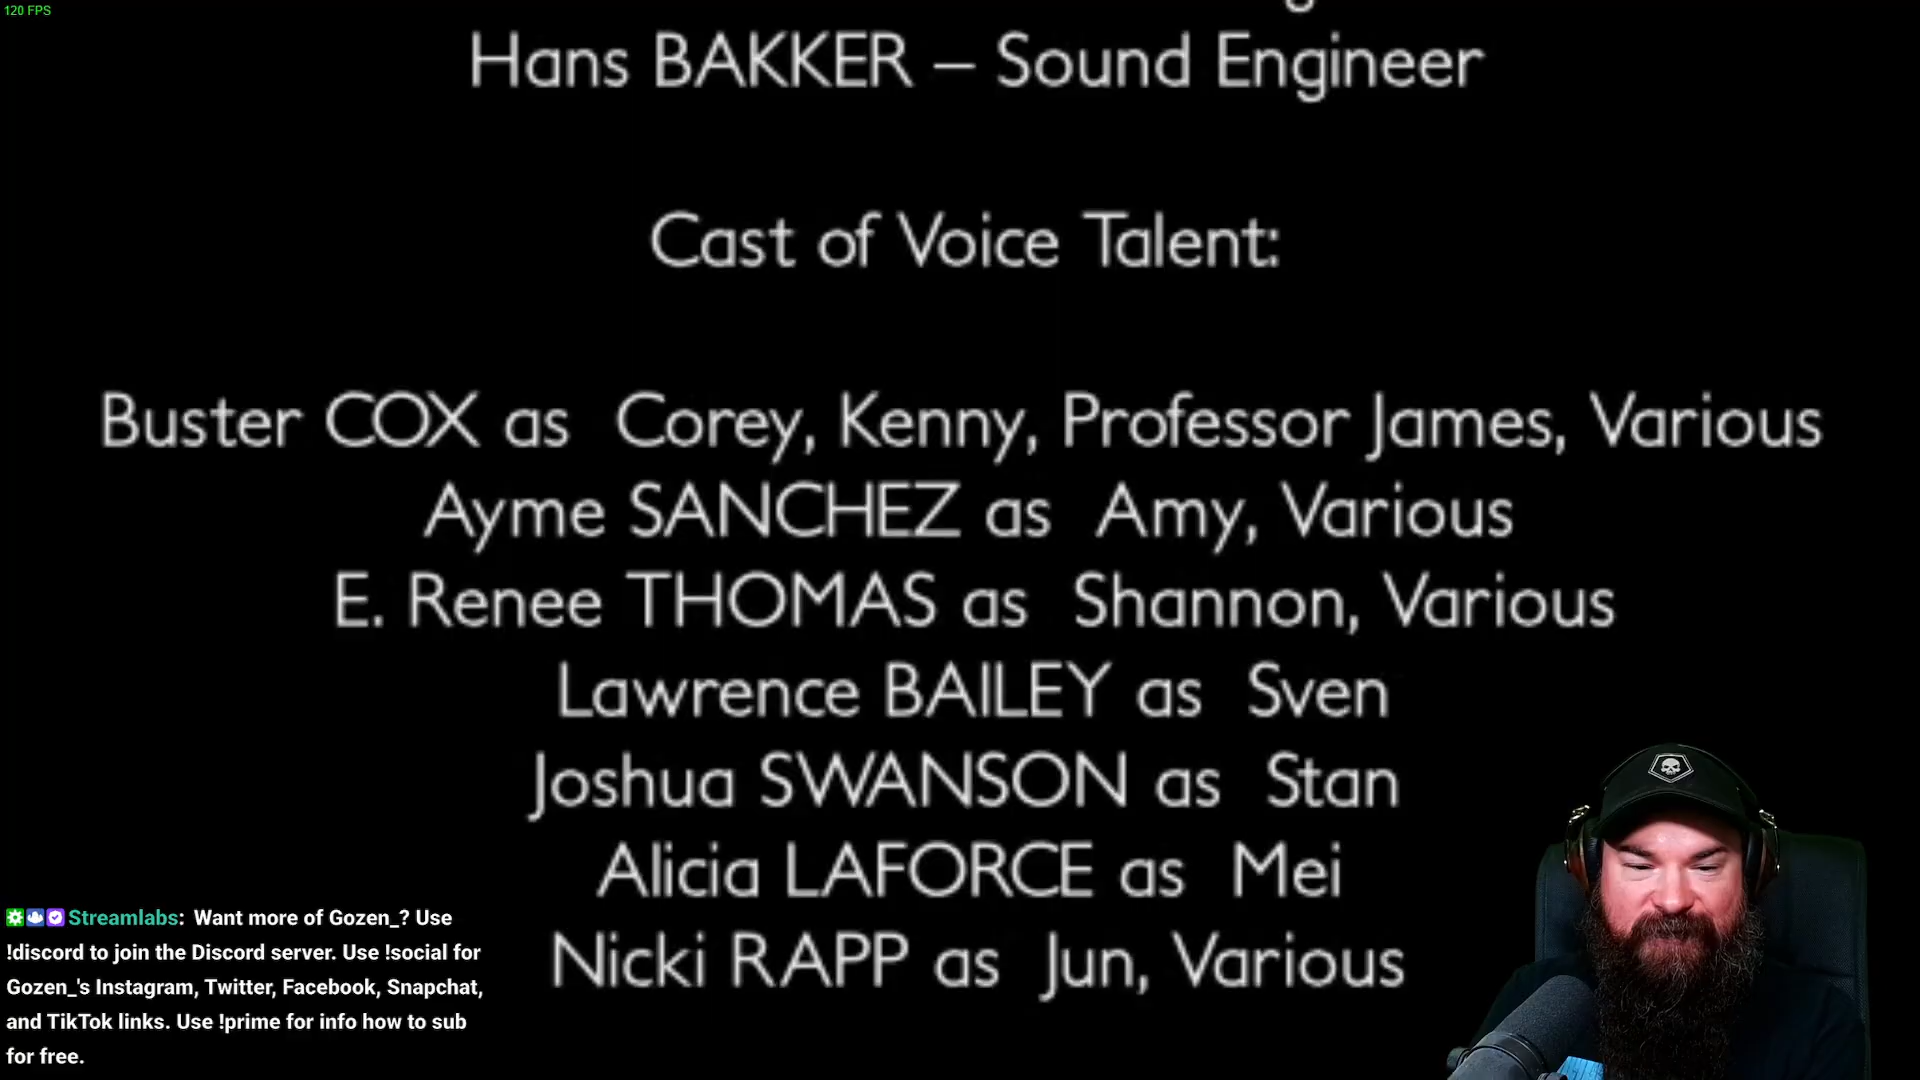 120 FPS
Hans BAKKER – Sound Engineer
Cast of Voice Talent:
Buster COX as Corey, Kenny, Professor James, Various
Ayme SANCHEZ as Amy, Various
E. Renee THOMAS as Shannon, Various
Lawrence BAILEY as Sven
Joshua SWANSON as Stan
Alicia LAFORCE as Mei
Nicki RAPP as Jun, Various
Streamlabs: Want more of Gozen_? Use
!discord to join the Discord server. Use !social for
Gozen_'s Instagram, Twitter, Facebook, Snapchat,
and TikTok links. Use !prime for info how to sub
for free.